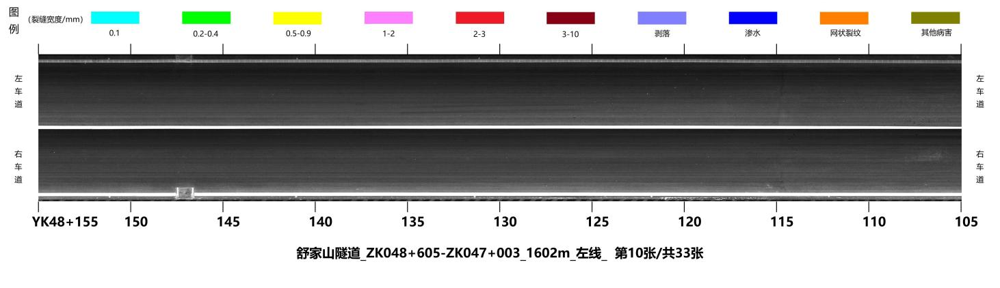 图例
(裂缝宽度/mm)
0.1 0.2-0.4 0.5-0.9 1-2 2-3 3-10 剥落 渗水 网状裂纹 其他病害
左车道 左车道
右车道 右车道
YK48+155 150 145 140 135 130 125 120 115 110 105
舒家山隧道_ZK048+605-ZK047+003_1602m_左线_ 第10张/共33张